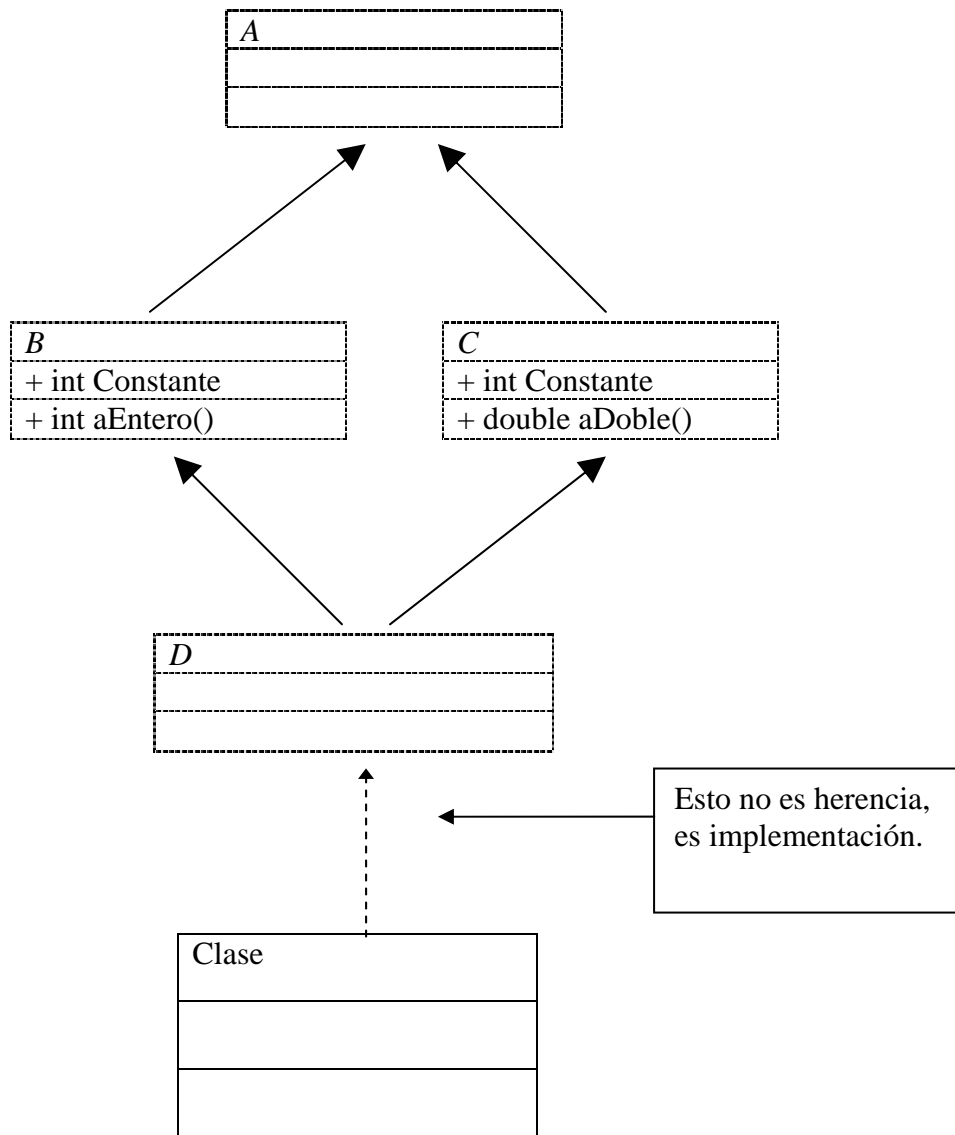 A
B
+ int Constante
+ int aEntero()
C
+ int Constante
+ double aDoble()
D
Esto no es herencia,
es implementación.
Clase